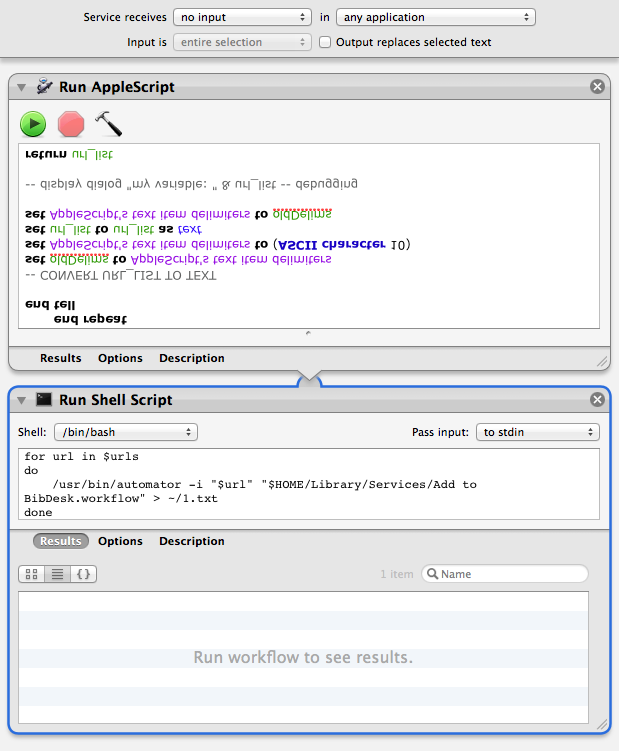 Service receives no input in any application
Input is entire selection Output replaces selected text
Run AppleScript
end repeat
end tell
-- CONVERT URL_LIST TO TEXT
set oldDelims to AppleScript's text item delimiters
set AppleScript's text item delimiters to (ASCII character 10)
set url_list to url_list as text
set AppleScript's text item delimiters to oldDelims
-- display dialog "my variable: " & url_list -- debugging
return url_list
Results Options Description
Run Shell Script
Shell: /bin/bash Pass input: to stdin
for url in $urls
do
/usr/bin/automator -i "$url" "$HOME/Library/Services/Add to
BibDesk.workflow" > ~/1.txt
done
Results Options Description
1 item Name
Run workflow to see results.